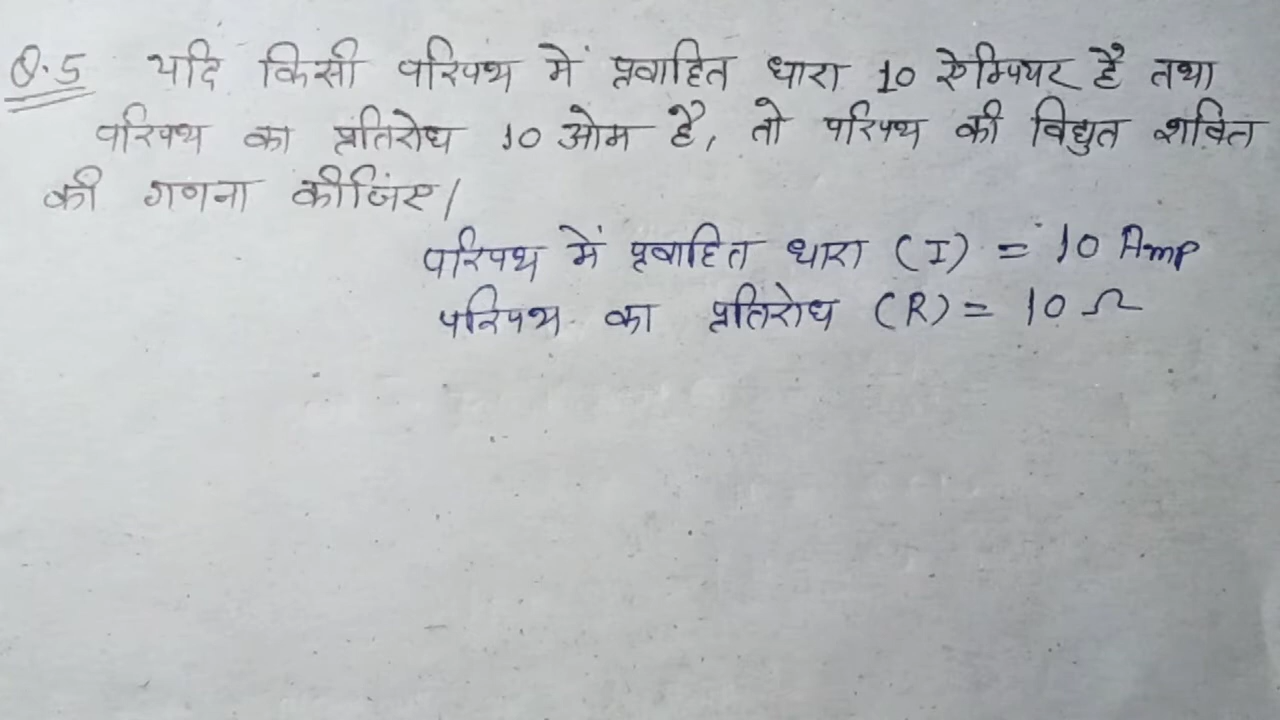 Q.5 यदि किसी परिपथ में प्रवाहित धारा 10 ऐम्पियर है तथा
परिपथ का प्रतिरोध 10 ओम है, तो परिपथ की विद्युत शक्ति
की गणना कीजिए।
परिपथ में प्रवाहित धारा (I) = 10 Amp
परिपथ का प्रतिरोध (R) = 10 Ω